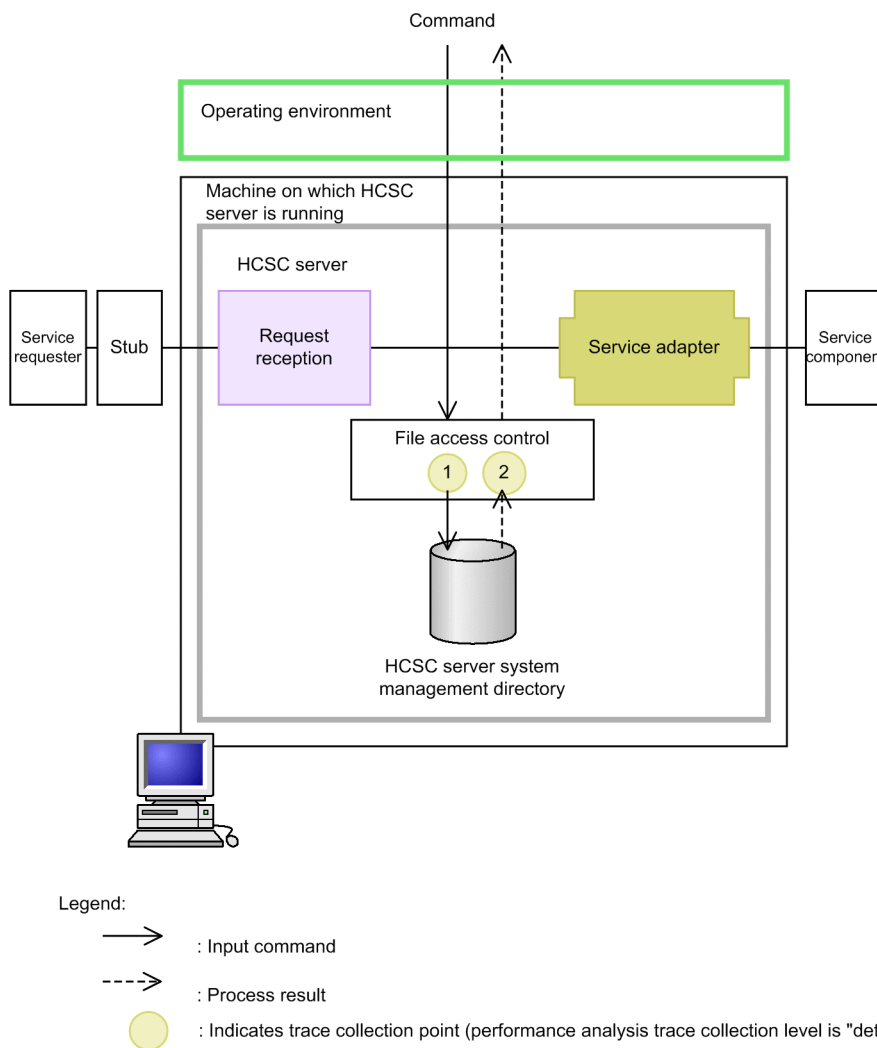 Command
Operating environment
Machine on which HCSC
server is running
HCSC server
Service
requester
Stub
Request
reception
Service adapter
Service
componen
File access control
1
2
HCSC server system
management directory
Legend:
: Input command
: Process result
: Indicates trace collection point (performance analysis trace collection level is "det